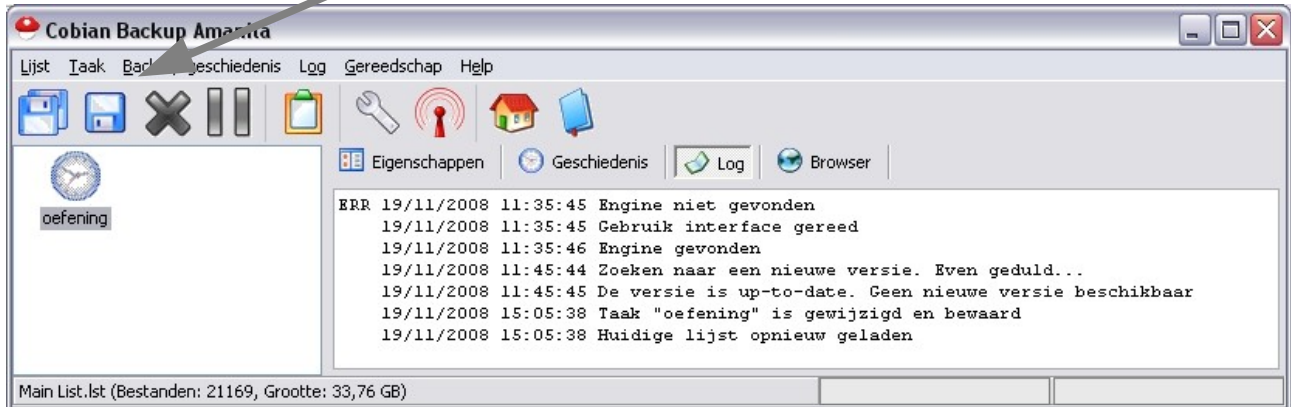 Cobian Backup Amanita
Lijst Taak Backup geschiedenis Log Gereedschap Help
Eigenschappen Geschiedenis Log Browser
oefening
ERR 19/11/2008 11:35:45 Engine niet gevonden
19/11/2008 11:35:45 Gebruik interface gereed
19/11/2008 11:35:46 Engine gevonden
19/11/2008 11:45:44 Zoeken naar een nieuwe versie. Even geduld...
19/11/2008 11:45:45 De versie is up-to-date. Geen nieuwe versie beschikbaar
19/11/2008 15:05:38 Taak "oefening" is gewijzigd en bewaard
19/11/2008 15:05:38 Huidige lijst opnieuw geladen
Main List.lst (Bestanden: 21169, Grootte: 33,76 GB)